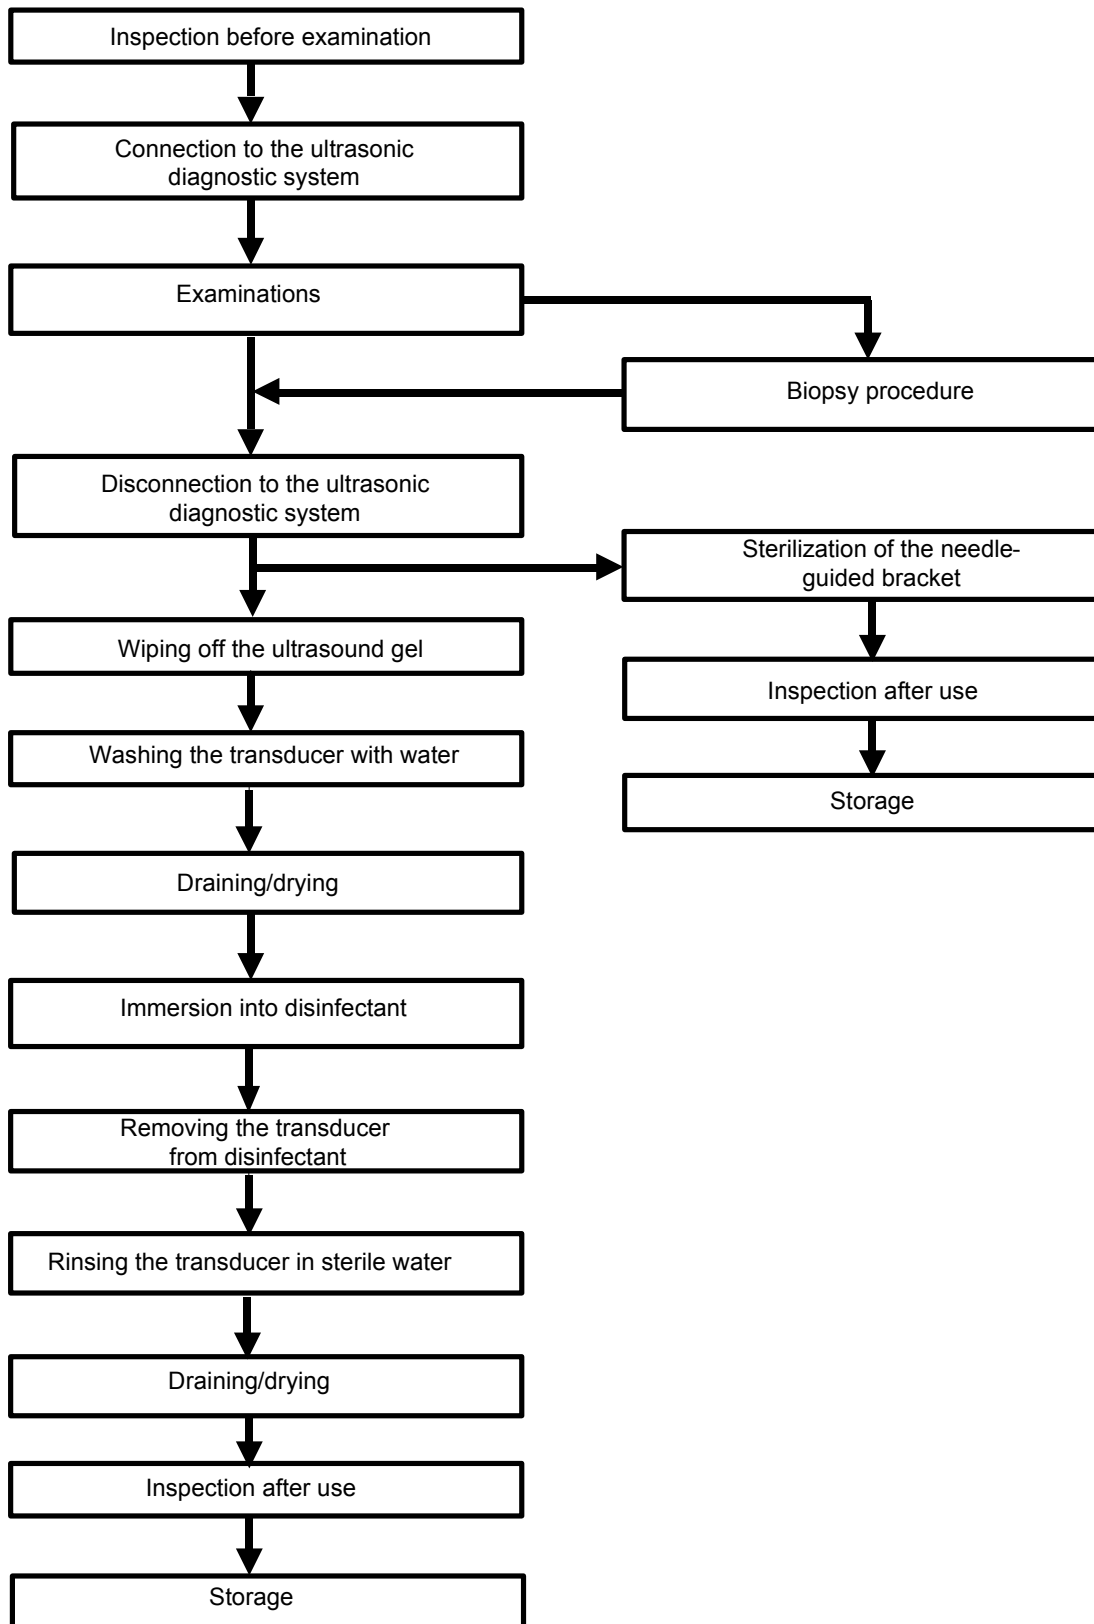 Inspection before examination
Connection to the ultrasonic
diagnostic system
Examinations
Biopsy procedure
Disconnection to the ultrasonic
diagnostic system
Sterilization of the needle-
guided bracket
Wiping off the ultrasound gel
Inspection after use
Washing the transducer with water
Storage
Draining/drying
Immersion into disinfectant
Removing the transducer
from disinfectant
Rinsing the transducer in sterile water
Draining/drying
Inspection after use
Storage